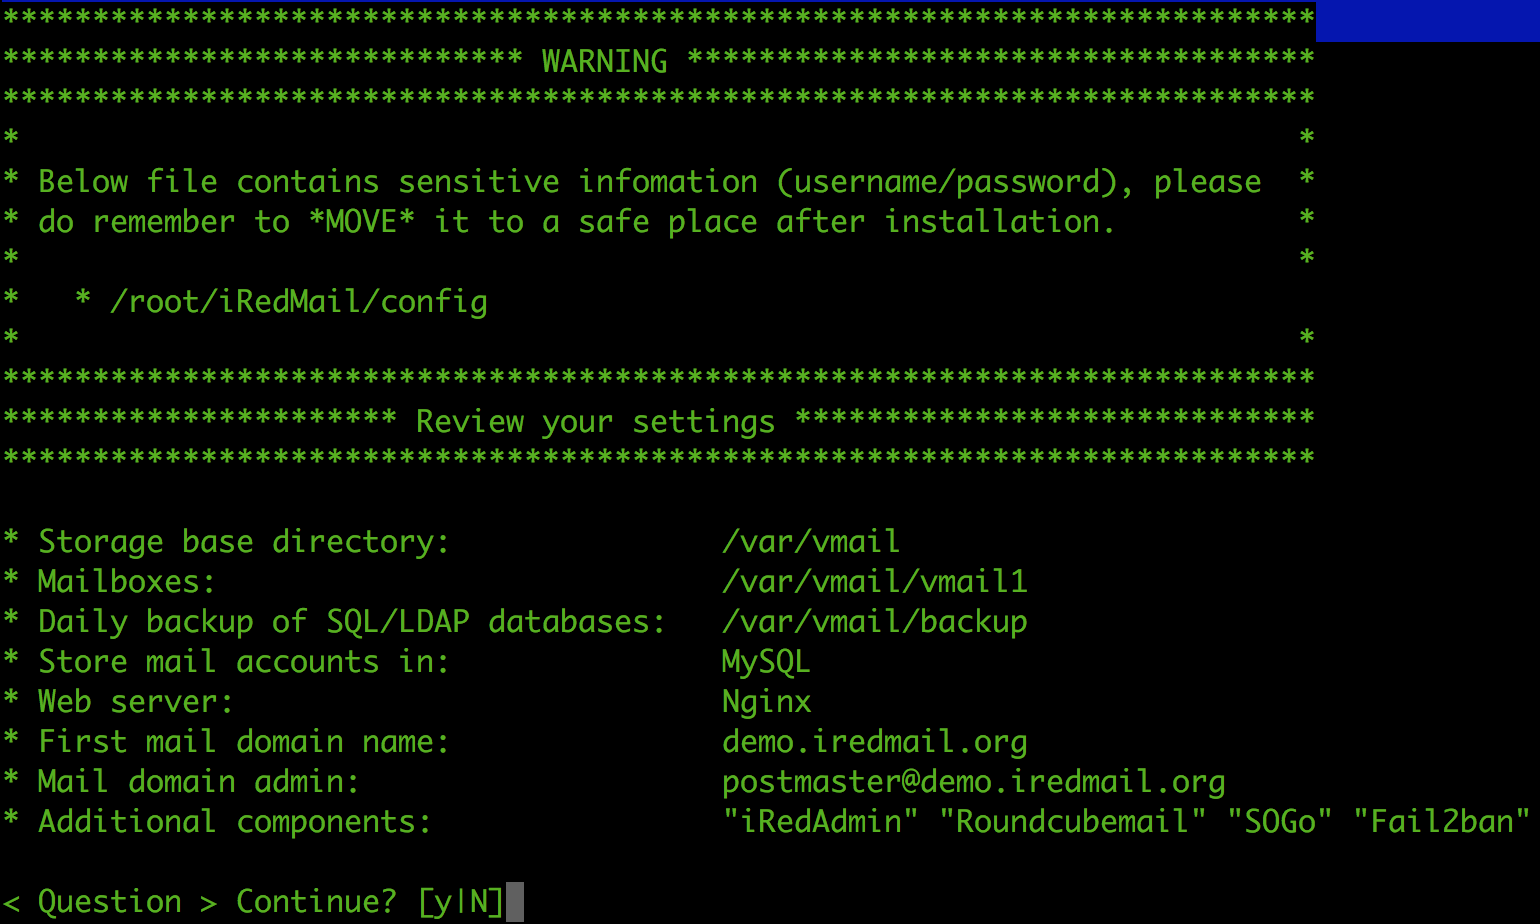 *************************************************************************
***************************** WARNING ***********************************
*************************************************************************
*                                                                       *
* Below file contains sensitive infomation (username/password), please  *
* do remember to *MOVE* it to a safe place after installation.          *
*                                                                       *
*   * /root/iRedMail/config
*                                                                       *
*************************************************************************
********************** Review your settings *****************************
*************************************************************************
* Storage base directory:               /var/vmail
* Mailboxes:                            /var/vmail/vmail1
* Daily backup of SQL/LDAP databases:   /var/vmail/backup
* Store mail accounts in:               MySQL
* Web server:                           Nginx
* First mail domain name:               demo.iredmail.org
* Mail domain admin:                    postmaster@demo.iredmail.org
* Additional components:                "iRedAdmin" "Roundcubemail" "SOGo" "Fail2ban"
< Question > Continue? [y|N]